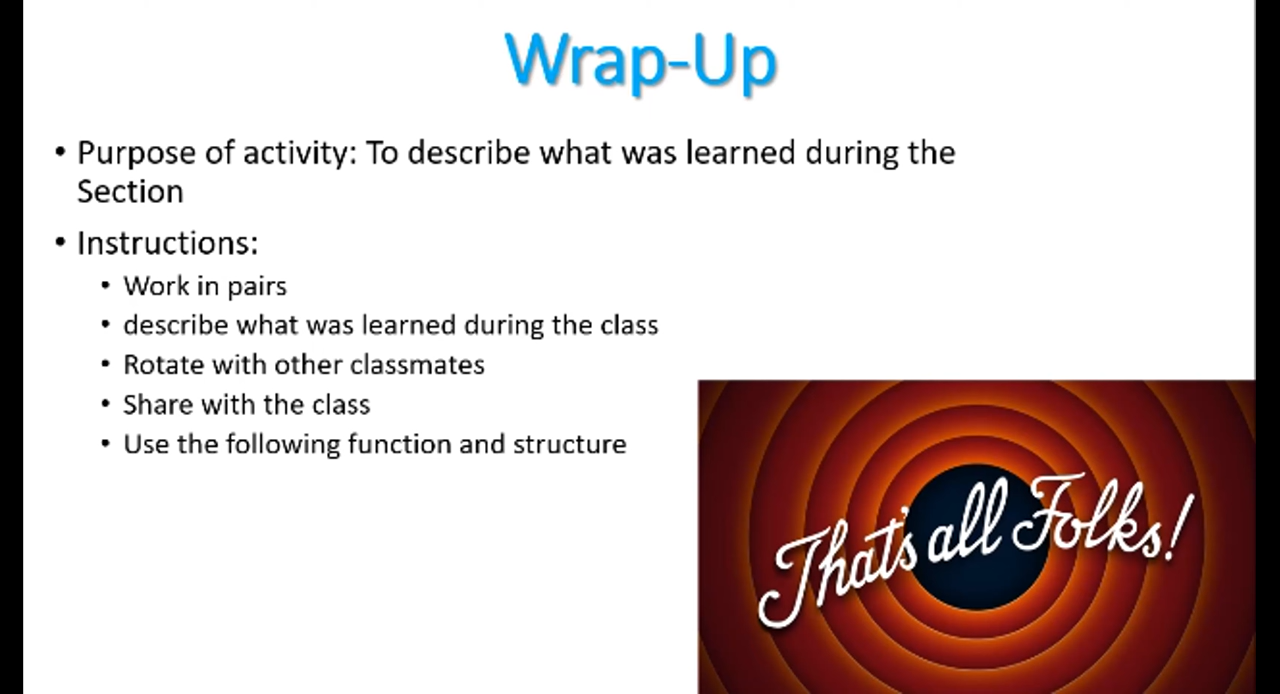 Wrap-Up
• Purpose of activity: To describe what was learned during the
Section
• Instructions:
• Work in pairs
• describe what was learned during the class
• Rotate with other classmates
• Share with the class
• Use the following function and structure
That's all Folks!